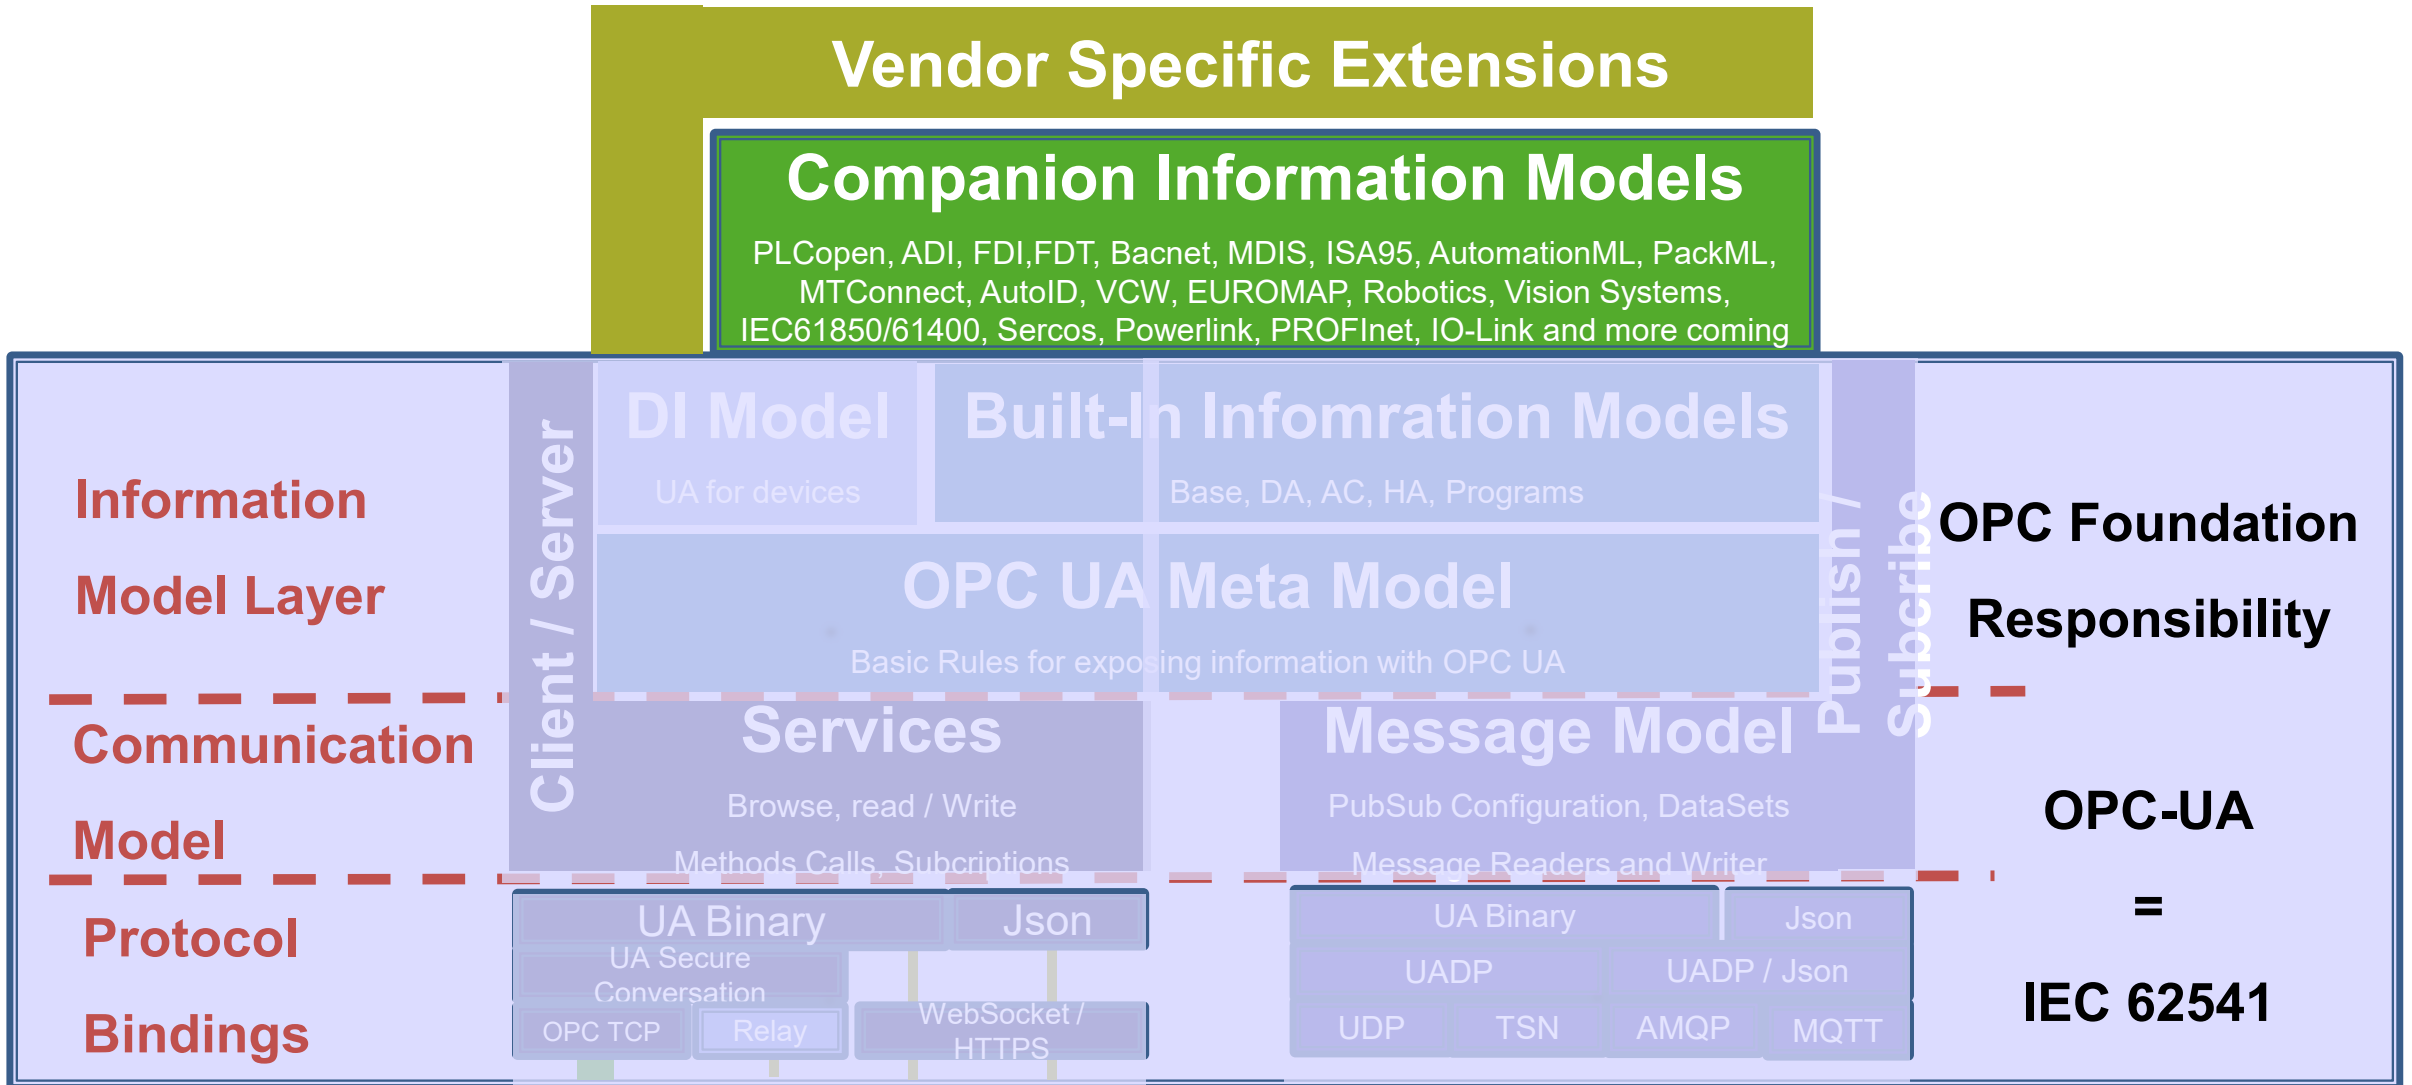 Vendor Specific Extensions
Companion Information Models
PLCopen, ADI, FDI,FDT, Bacnet, MDIS, ISA95, AutomationML, PackML,
MTConnect, AutoID, VCW, EUROMAP, Robotics, Vision Systems,
IEC61850/61400, Sercos, Powerlink, PROFInet, IO-Link and more coming
Information
Model Layer
Client / Server
DI Model
UA for devices
Built-In Infomration Models
Base, DA, AC, HA, Programs
OPC UA Meta Model
Basic Rules for exposing information with OPC UA
Publish /
Subcribe
OPC Foundation
Responsibility
Communication
Model
Services
Browse, read / Write
Methods Calls, Subcriptions
Message Model
PubSub Configuration, DataSets
Message Readers and Writer
OPC-UA
=
IEC 62541
Protocol
Bindings
UA Binary
Json
UA Secure
Conversation
OPC TCP
Relay
WebSocket /
HTTPS
UA Binary
Json
UADP
UADP / Json
UDP
TSN
AMQP
MQTT